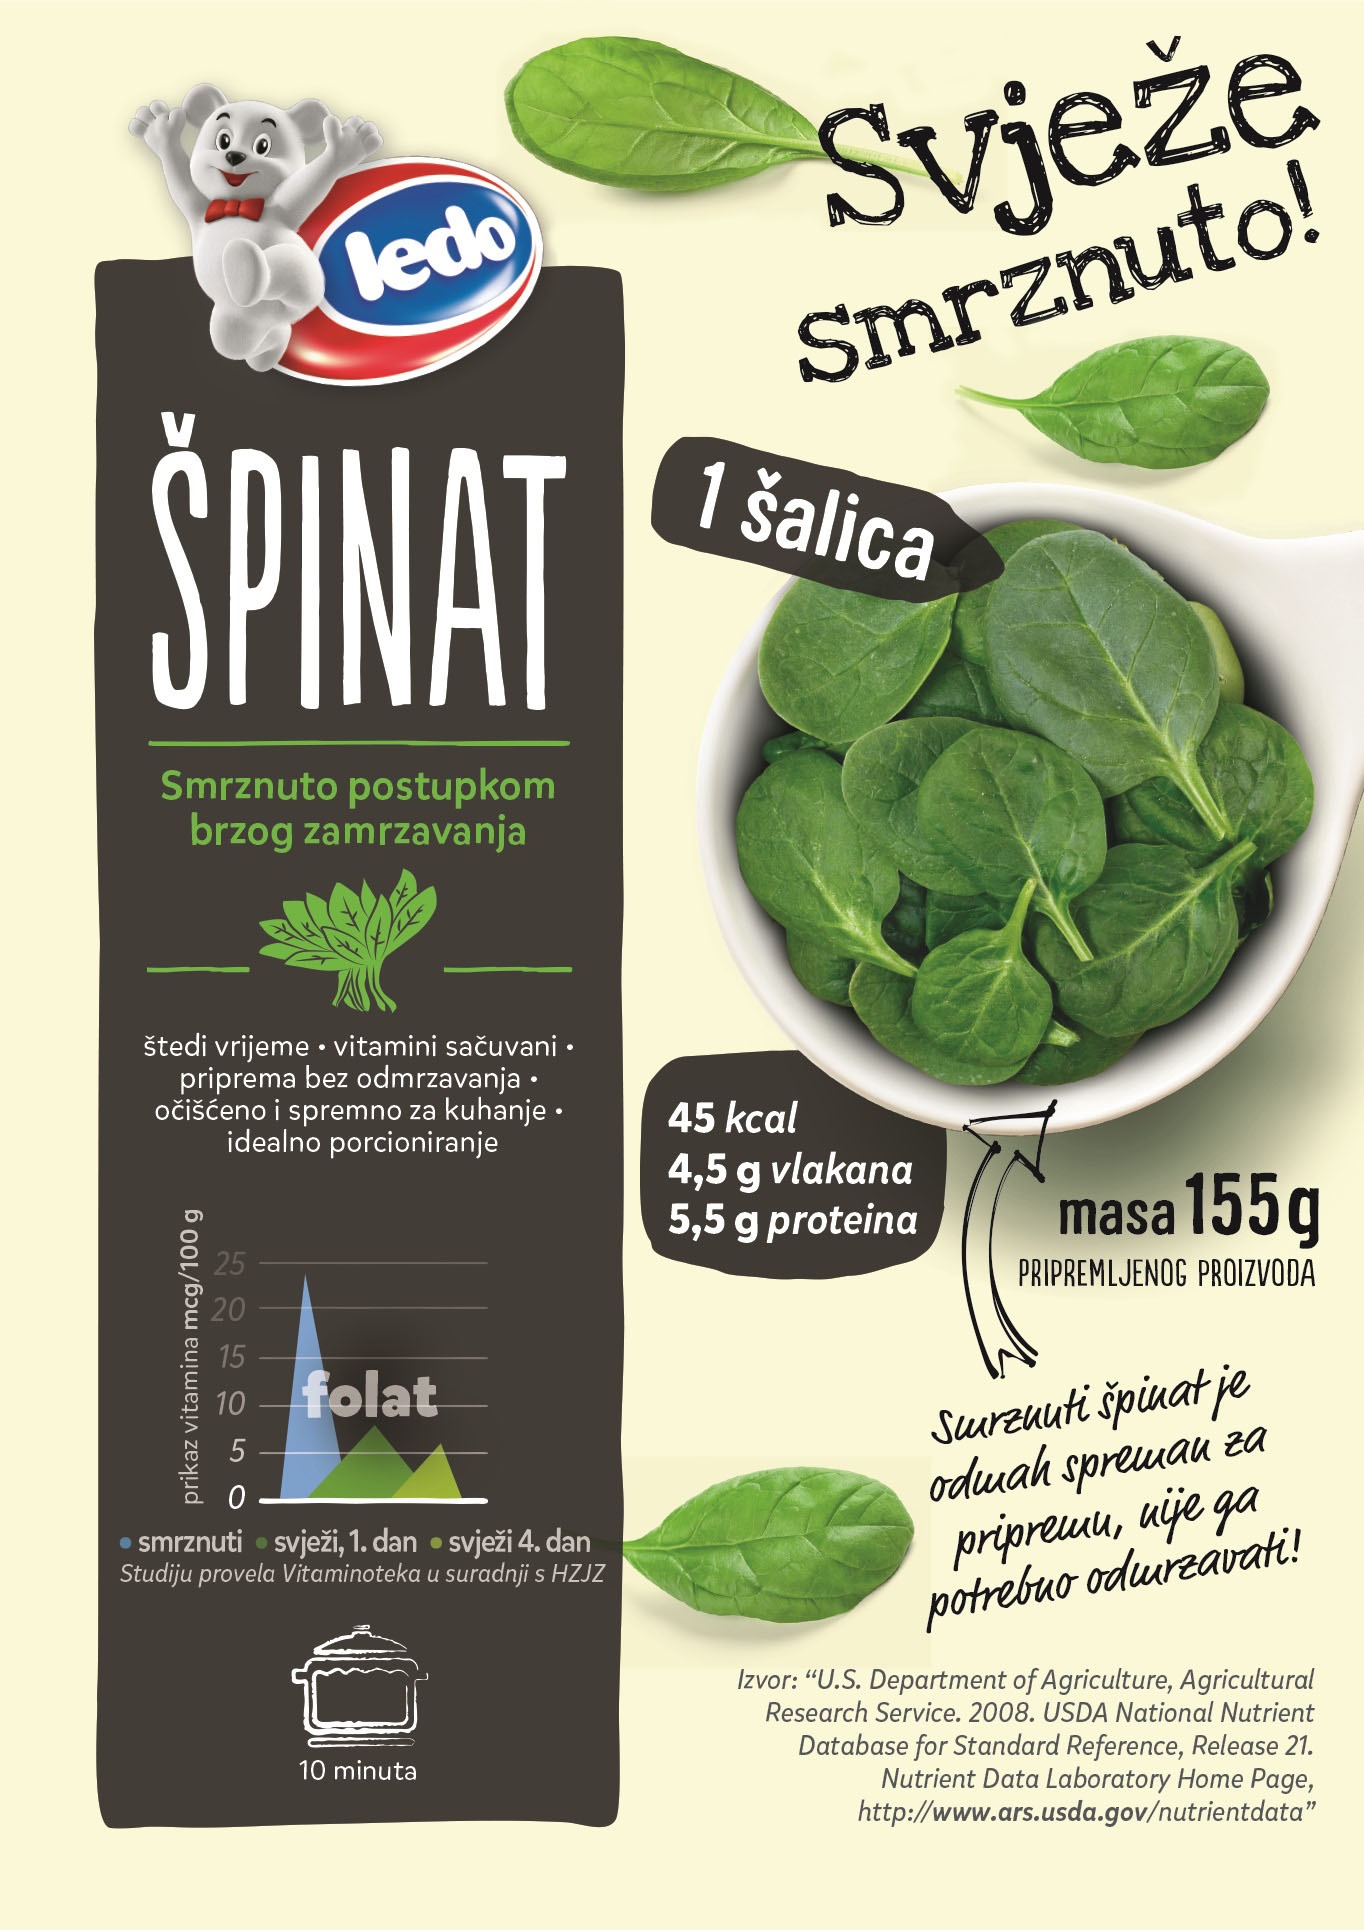 ledo
Svježe
smrznuto!
ŠPINAT
Smrznuto postupkom
brzog zamrzavanja
štedi vrijeme • vitamini sačuvani •
priprema bez odmrzavanja •
očišćeno i spremno za kuhanje •
idealno porcioniranje
prikaz vitamina mcg/100 g
25
20
15
10
5
0
folat
• smrznuti • svježi, 1. dan • svježi 4. dan
Studiju provela Vitaminoteka u suradnji s HZJZ
10 minuta
1 šalica
45 kcal
4,5 g vlakana
5,5 g proteina
masa 155g
PRIPREMLJENOG PROIZVODA
Smrznuti špinat je
odmah spreman za
pripremu, nije ga
potrebno odmrzavati!
Izvor: “U.S. Department of Agriculture, Agricultural
Research Service. 2008. USDA National Nutrient
Database for Standard Reference, Release 21.
Nutrient Data Laboratory Home Page,
http://www.ars.usda.gov/nutrientdata”